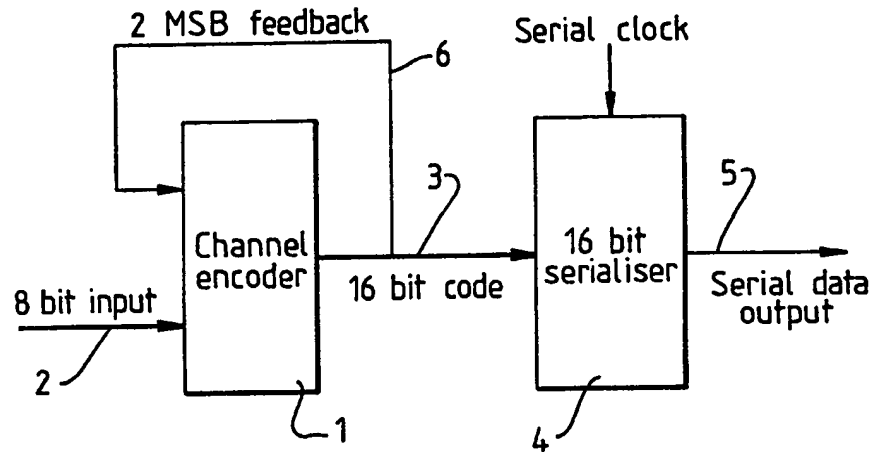 2 MSB feedback
6
Serial clock
Channel
encoder
3
16 bit
serialiser
5
8 bit input
16 bit code
Serial data
output
2
1
4